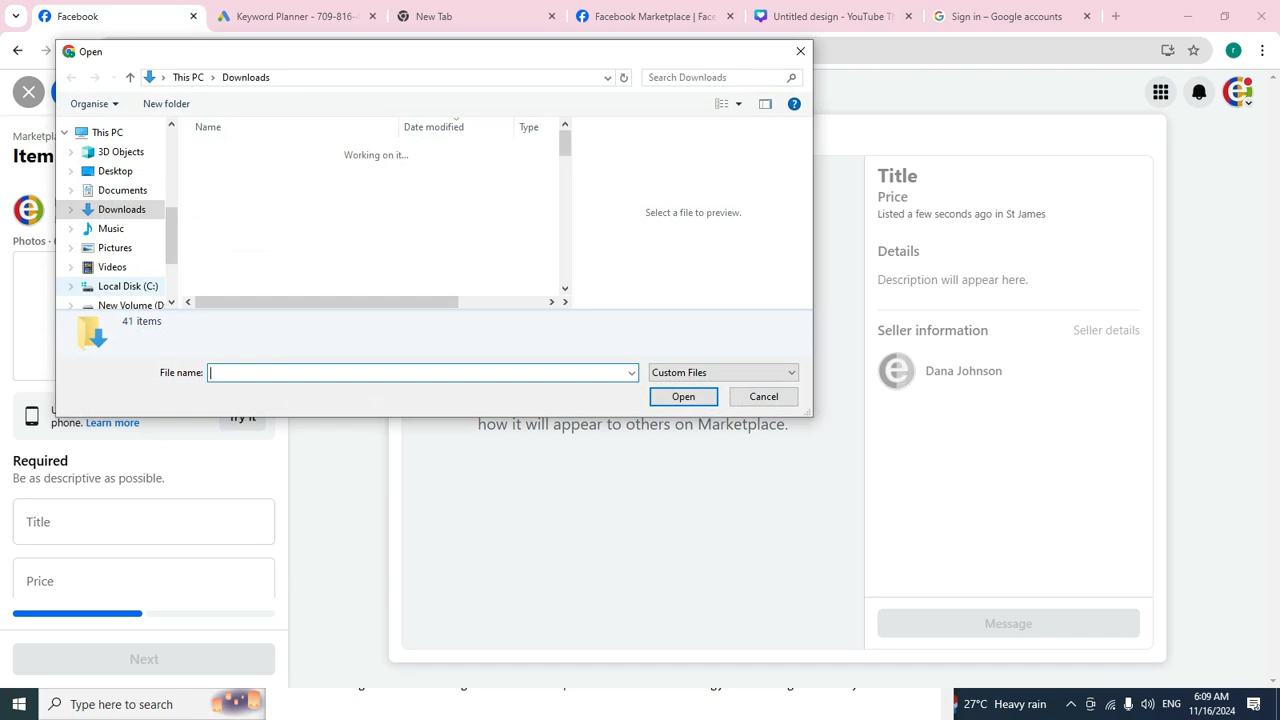 Facebook
Keyword Planner - 709-816-4
New Tab
Facebook Marketplace | Face
Untitled design - YouTube Th
Sign in – Google accounts
Open
This PC
Downloads
Search Downloads
Organise
New folder
This PC
3D Objects
Desktop
Documents
Downloads
Music
Pictures
Videos
Local Disk (C:)
New Volume (D
Name
Date modified
Type
Working on it...
Select a file to preview.
41 items
File name:
Custom Files
Open
Cancel
Marketp
Item
Photos
phone. Learn more
Try it
Required
Be as descriptive as possible.
Title
Price
Next
how it will appear to others on Marketplace.
Title
Price
Listed a few seconds ago in St James
Details
Description will appear here.
Seller information
Seller details
Dana Johnson
Message
Type here to search
27°C Heavy rain
ENG
6:09 AM
11/16/2024